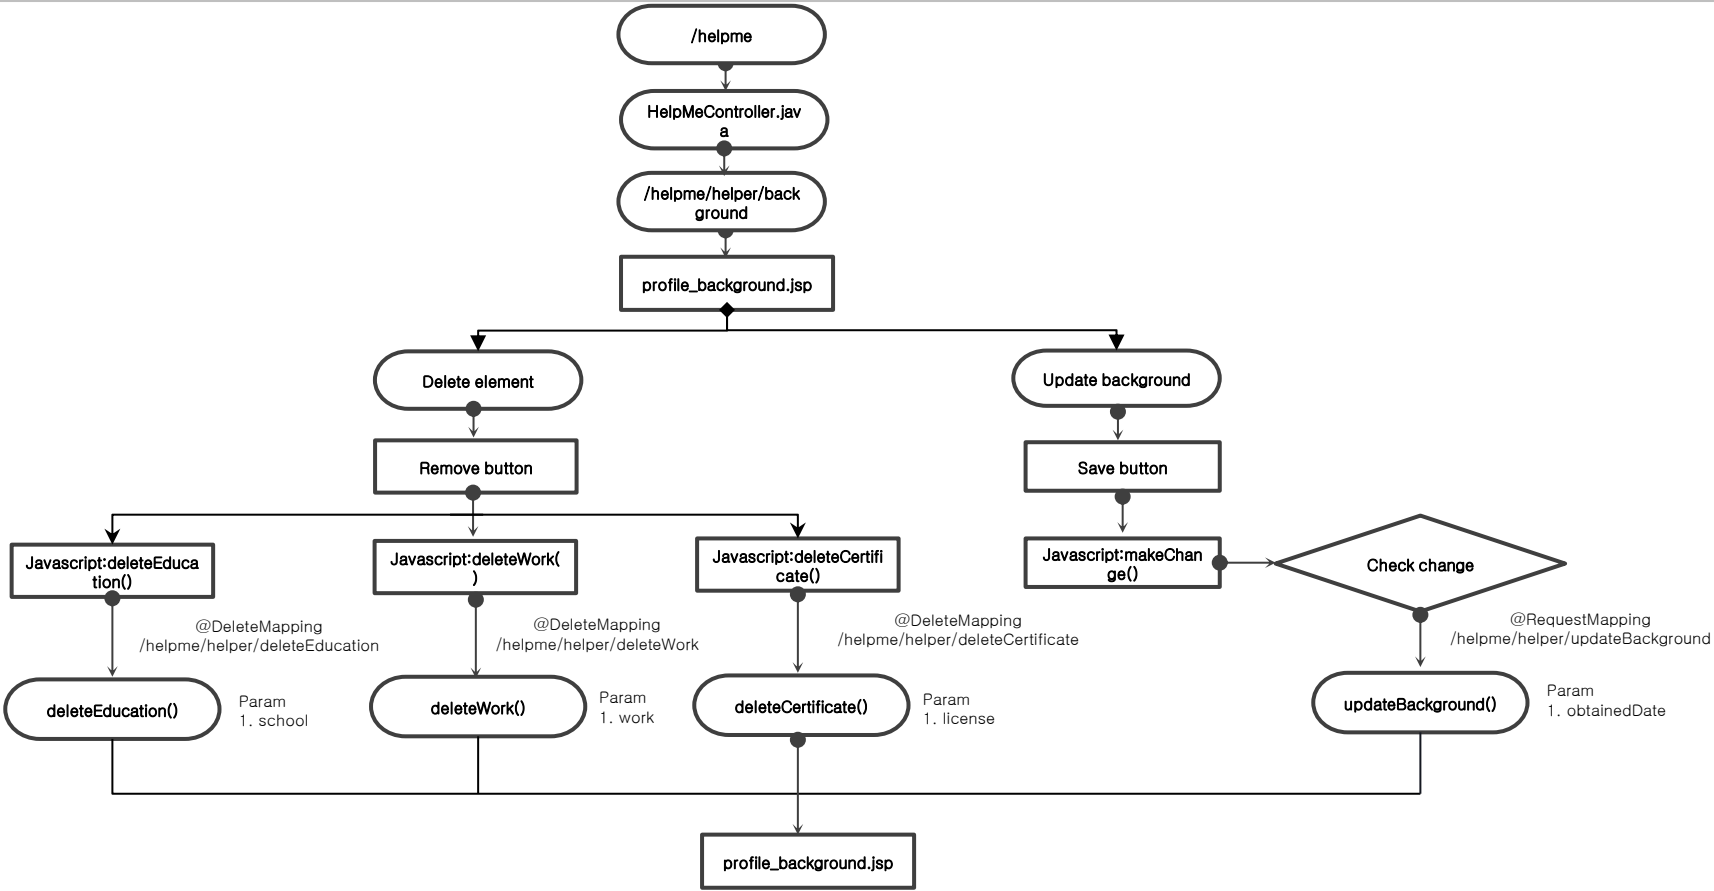 /helpme
HelpMeController.jav
a
/helpme/helper/back
ground
profile_background.jsp
Delete element
Update background
Remove button
Save button
Javascript:deleteEduca
tion()
Javascript:deleteWork(
)
Javascript:deleteCertifi
cate()
Javascript:makeChan
ge()
Check change
@DeleteMapping
/helpme/helper/deleteEducation
@DeleteMapping
/helpme/helper/deleteWork
@DeleteMapping
/helpme/helper/deleteCertificate
@RequestMapping
/helpme/helper/updateBackground
deleteEducation()
Param
1. school
deleteWork()
Param
1. work
deleteCertificate()
Param
1. license
updateBackground()
Param
1. obtainedDate
profile_background.jsp